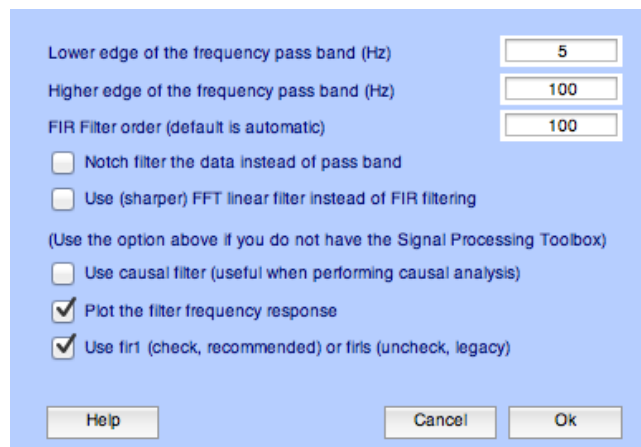 Lower edge of the frequency pass band (Hz) 5
Higher edge of the frequency pass band (Hz) 100
FIR Filter order (default is automatic) 100
Notch filter the data instead of pass band
Use (sharper) FFT linear filter instead of FIR filtering
(Use the option above if you do not have the Signal Processing Toolbox)
Use causal filter (useful when performing causal analysis)
Plot the filter frequency response
Use fir1 (check, recommended) or firls (uncheck, legacy)
Help Cancel Ok